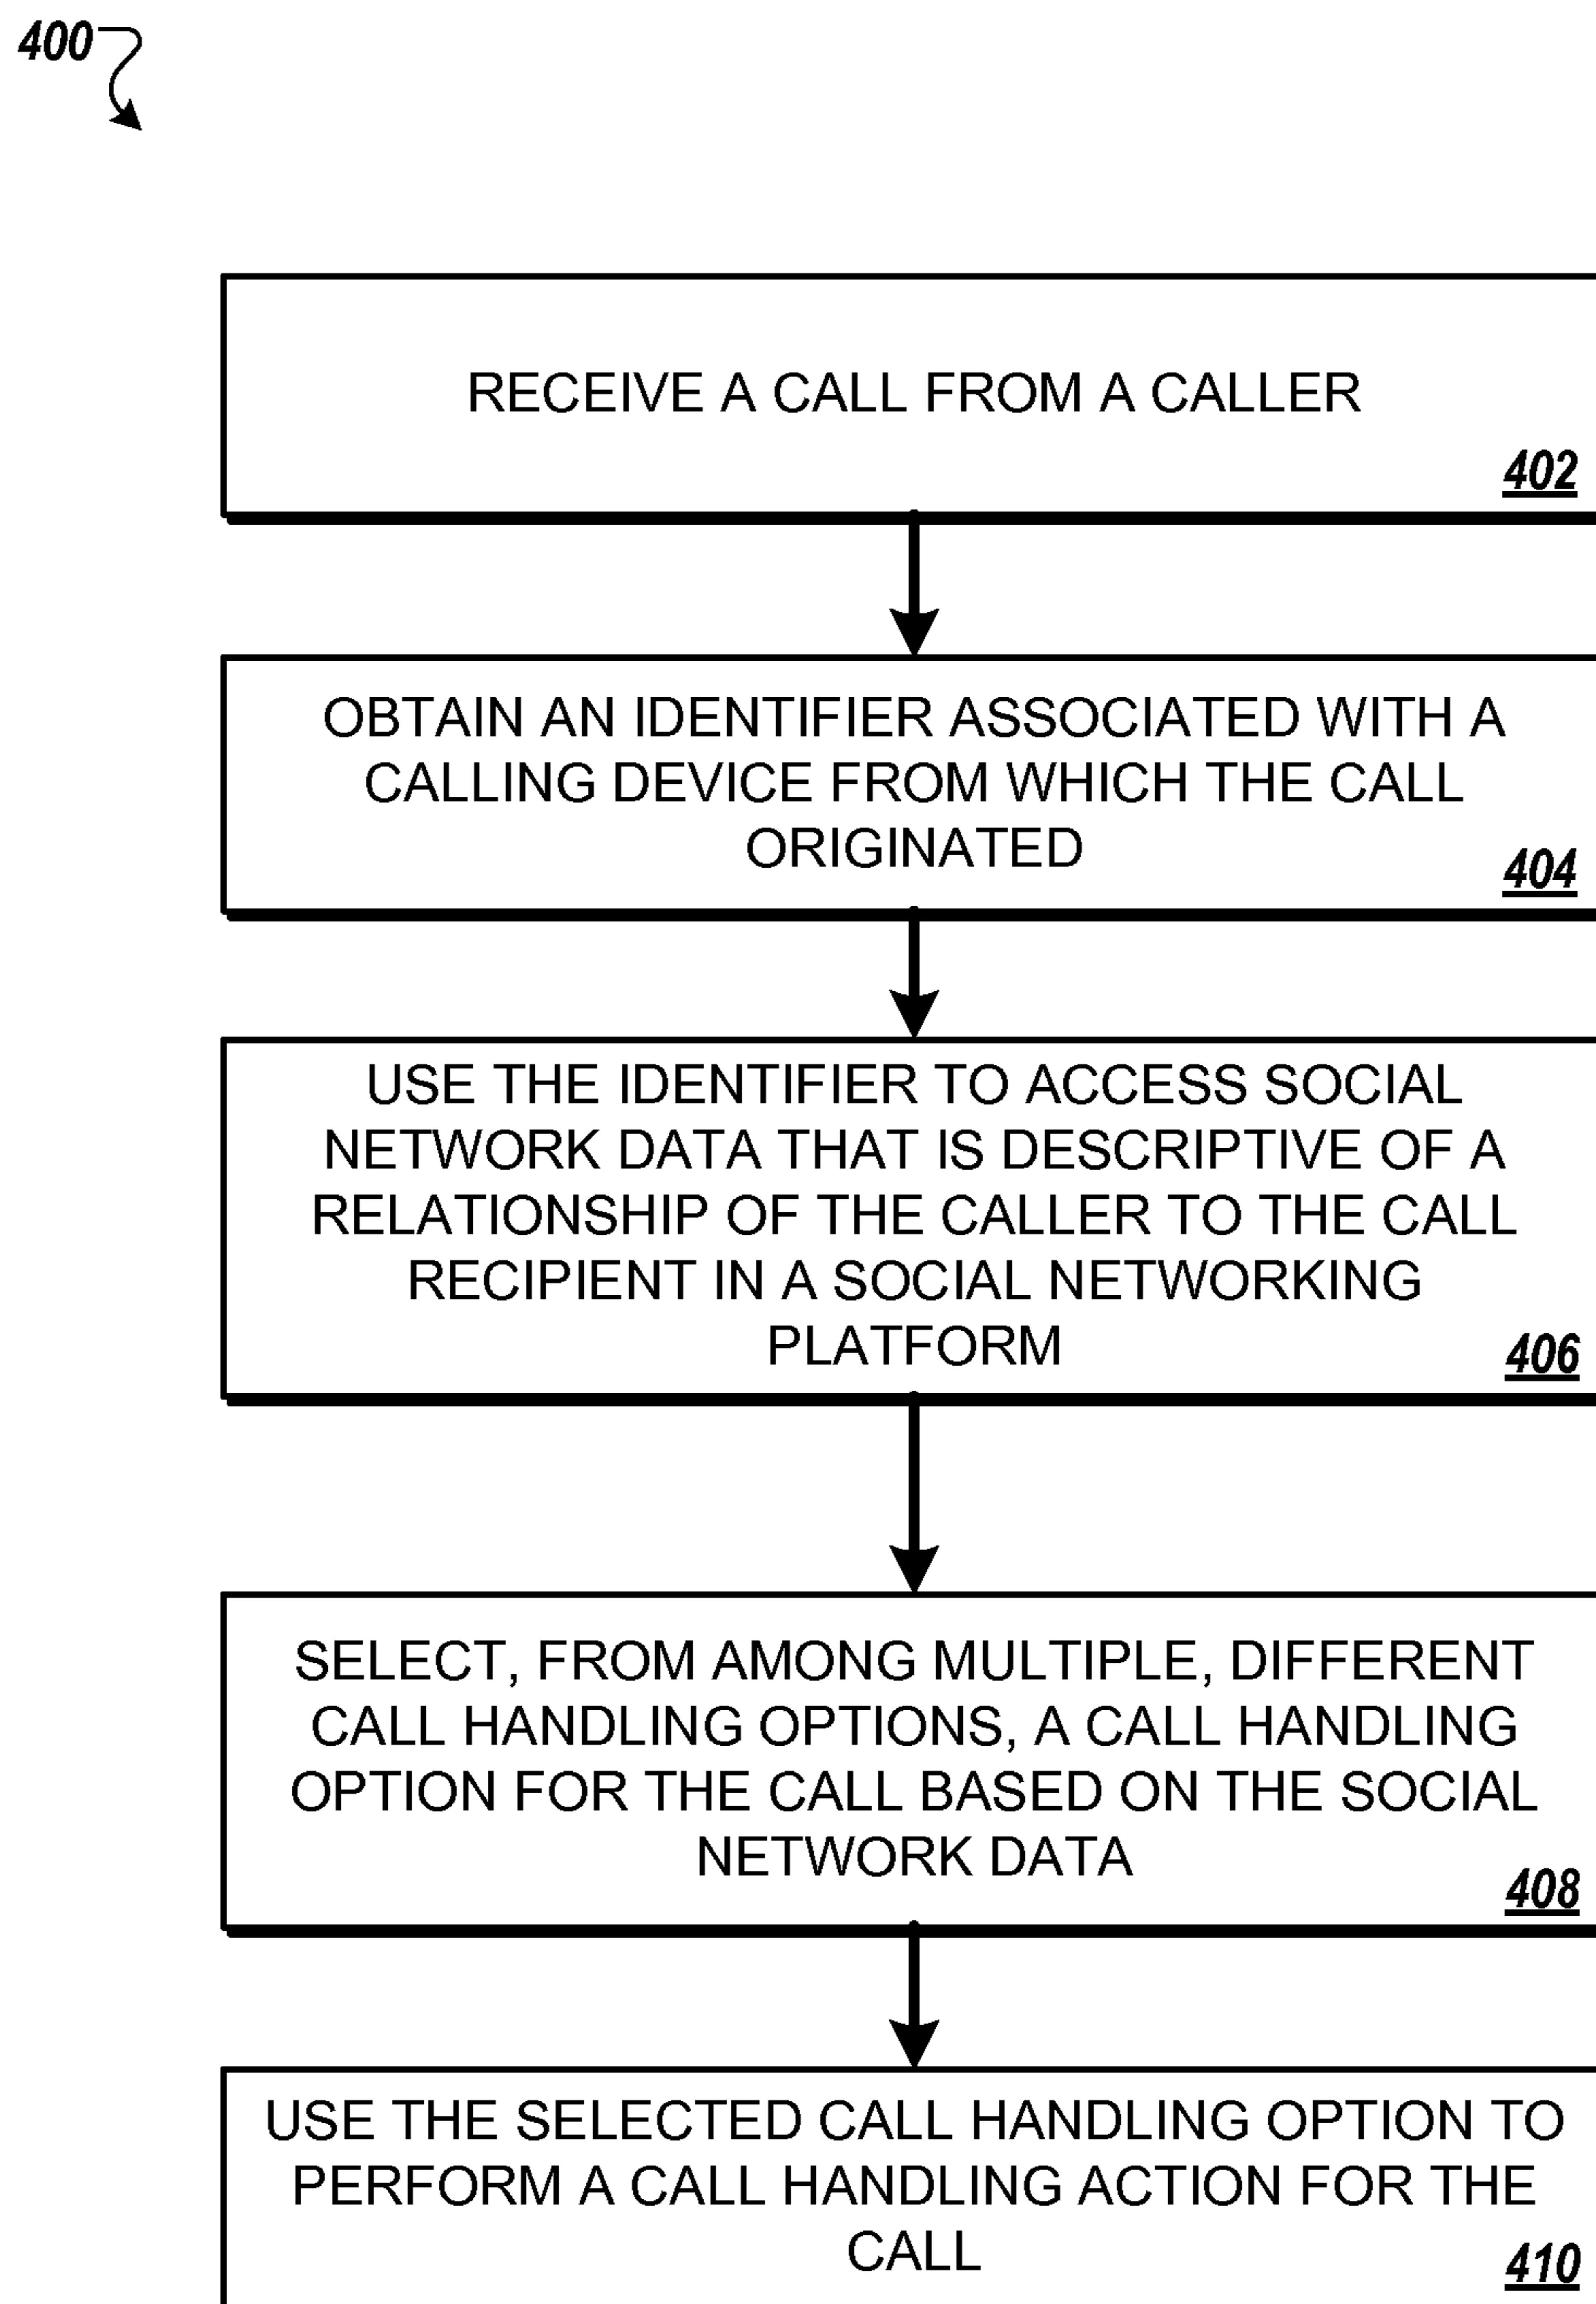 400
RECEIVE A CALL FROM A CALLER
402
OBTAIN AN IDENTIFIER ASSOCIATED WITH A
CALLING DEVICE FROM WHICH THE CALL
ORIGINATED
404
USE THE IDENTIFIER TO ACCESS SOCIAL
NETWORK DATA THAT IS DESCRIPTIVE OF A
RELATIONSHIP OF THE CALLER TO THE CALL
RECIPIENT IN A SOCIAL NETWORKING
PLATFORM
406
SELECT, FROM AMONG MULTIPLE, DIFFERENT
CALL HANDLING OPTIONS, A CALL HANDLING
OPTION FOR THE CALL BASED ON THE SOCIAL
NETWORK DATA
408
USE THE SELECTED CALL HANDLING OPTION TO
PERFORM A CALL HANDLING ACTION FOR THE
CALL
410